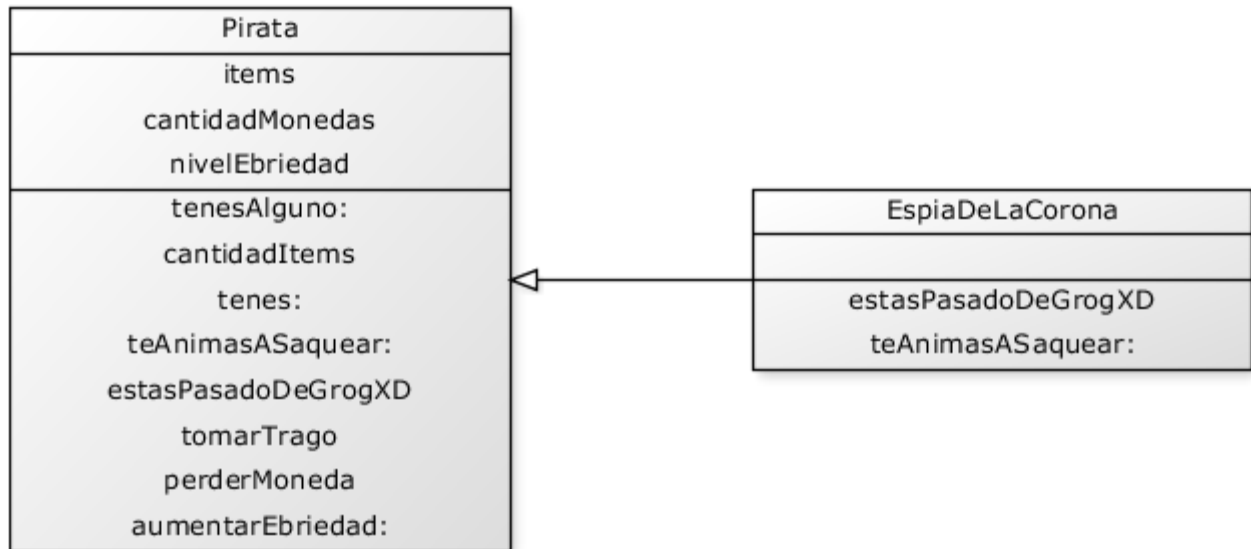 Pirata
items
cantidadMonedas
nivelEbriedad
tenesAlguno:
cantidadItems
tenes:
teAnimasASaquear:
estasPasadoDeGrogXD
tomarTrago
perderMoneda
aumentarEbriedad:
EspiaDeLaCorona
estasPasadoDeGrogXD
teAnimasASaquear: